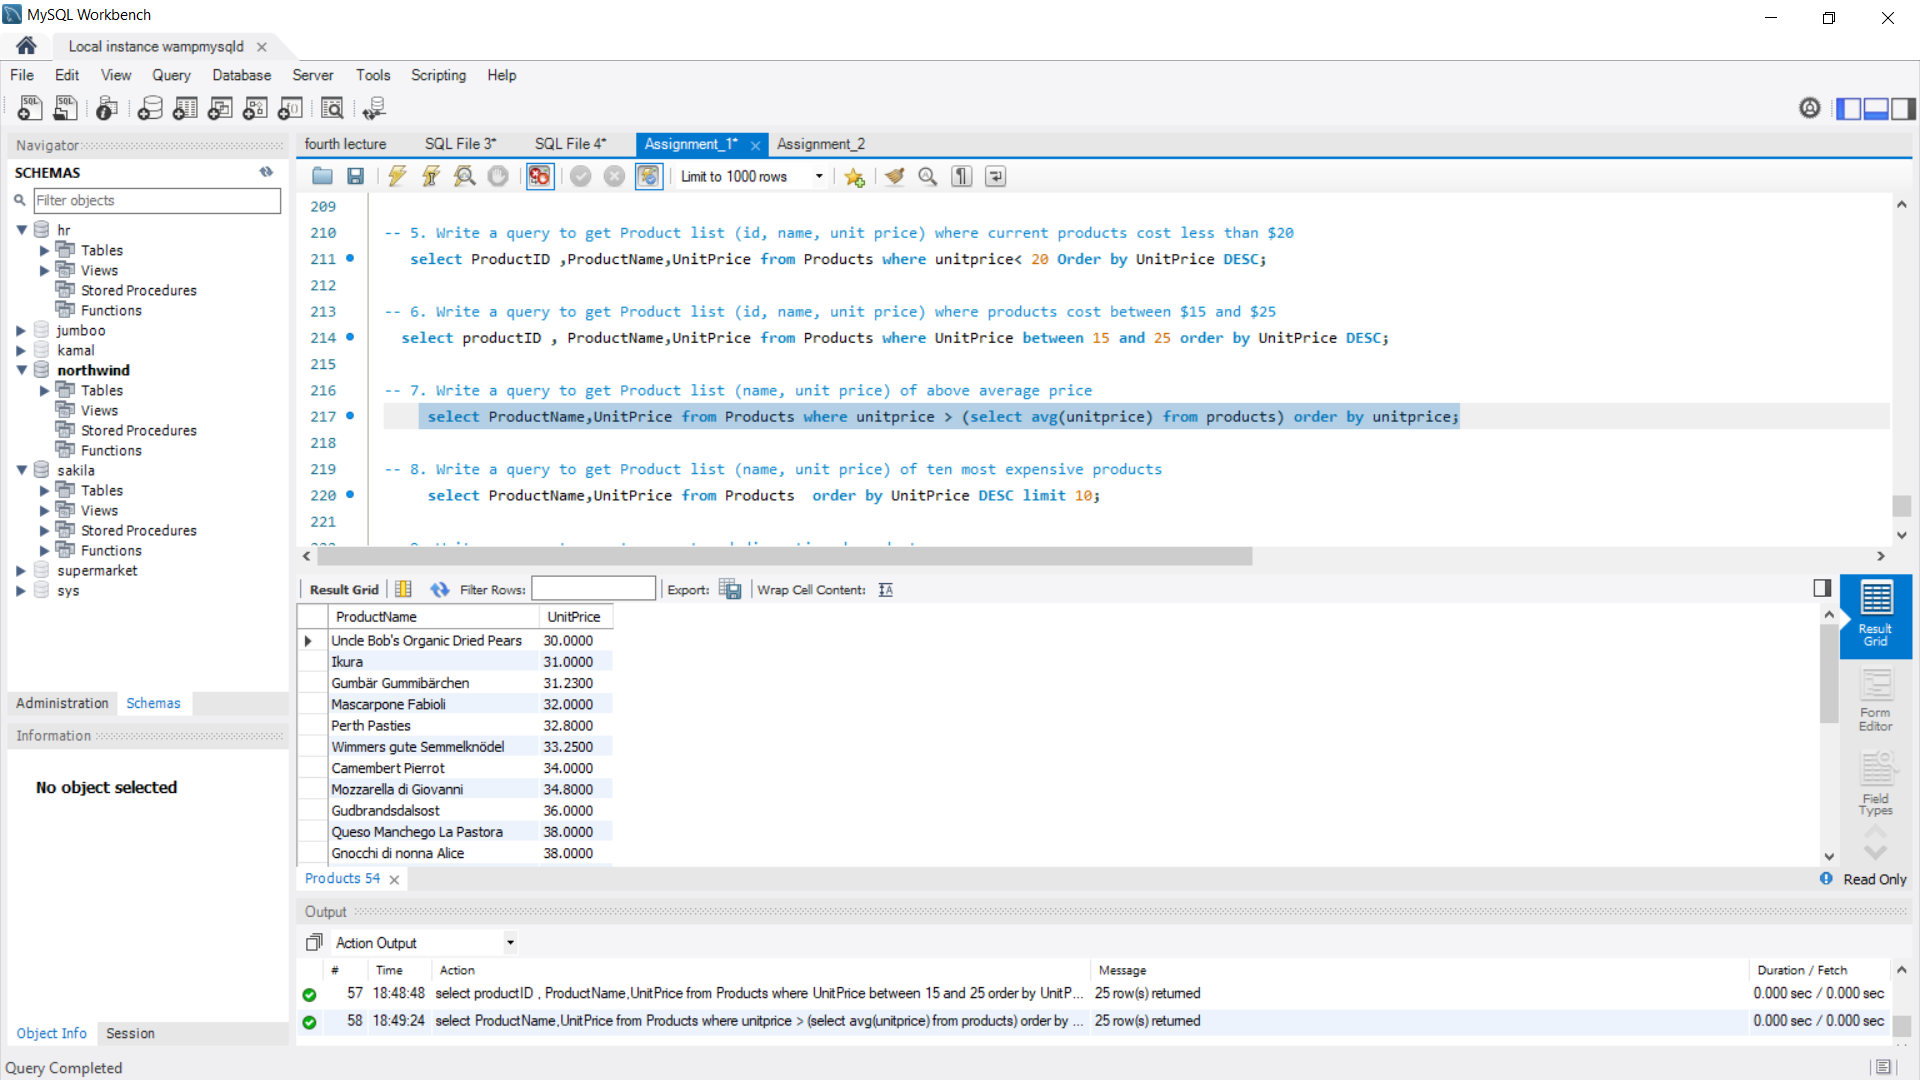 MySQL Workbench
Local instance wampmysqld
File Edit View Query Database Server Tools Scripting Help
Navigator
SCHEMAS
Filter objects
hr
Tables
Views
Stored Procedures
Functions
jumboo
kamal
northwind
Tables
Views
Stored Procedures
Functions
sakila
Tables
Views
Stored Procedures
Functions
supermarket
sys
Administration Schemas
Information
No object selected
Object Info Session
Query Completed
fourth lecture SQL File 3* SQL File 4* Assignment_1* Assignment_2
Limit to 1000 rows
209
210 -- 5. Write a query to get Product list (id, name, unit price) where current products cost less than $20
211 select ProductID ,ProductName,UnitPrice from Products where unitprice< 20 Order by UnitPrice DESC;
212
213 -- 6. Write a query to get Product list (id, name, unit price) where products cost between $15 and $25
214 select productID , ProductName,UnitPrice from Products where UnitPrice between 15 and 25 order by UnitPrice DESC;
215
216 -- 7. Write a query to get Product list (name, unit price) of above average price
217 select ProductName,UnitPrice from Products where unitprice > (select avg(unitprice) from products) order by unitprice;
218
219 -- 8. Write a query to get Product list (name, unit price) of ten most expensive products
220 select ProductName,UnitPrice from Products order by UnitPrice DESC limit 10;
221
Result Grid Filter Rows: Export: Wrap Cell Content:
ProductName UnitPrice
Uncle Bob's Organic Dried Pears 30.0000
Ikura 31.0000
Gumbär Gummibärchen 31.2300
Mascarpone Fabioli 32.0000
Perth Pasties 32.8000
Wimmers gute Semmelknödel 33.2500
Camembert Pierrot 34.0000
Mozzarella di Giovanni 34.8000
Gudbrandsdalsost 36.0000
Queso Manchego La Pastora 38.0000
Gnocchi di nonna Alice 38.0000
Result
Grid
Form
Editor
Field
Types
Products 54
Read Only
Output
Action Output
# Time Action Message Duration / Fetch
57 18:48:48 select productID , ProductName,UnitPrice from Products where UnitPrice between 15 and 25 order by UnitP... 25 row(s) returned 0.000 sec / 0.000 sec
58 18:49:24 select ProductName,UnitPrice from Products where unitprice > (select avg(unitprice) from products) order by ... 25 row(s) returned 0.000 sec / 0.000 sec